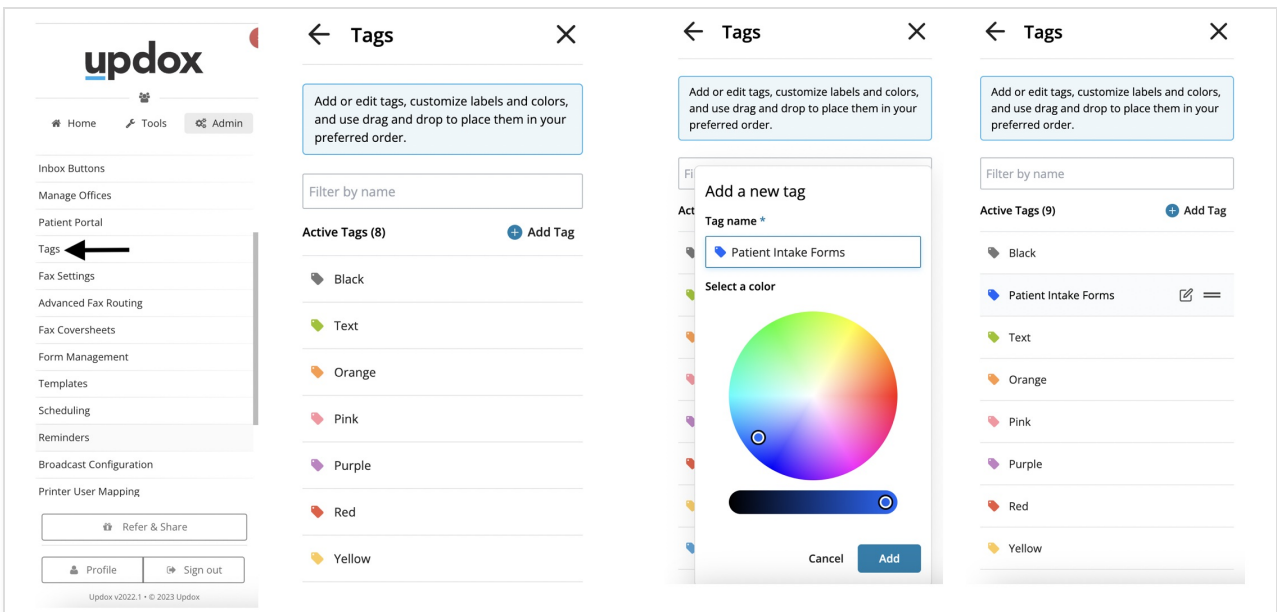 updox
Home Tools Admin
Inbox Buttons
Manage Offices
Patient Portal
Tags
Fax Settings
Advanced Fax Routing
Fax Coversheets
Form Management
Templates
Scheduling
Reminders
Broadcast Configuration
Printer User Mapping
Refer & Share
Profile Sign out
Updox v2022.1 • © 2023 Updox
Tags
Add or edit tags, customize labels and colors,
and use drag and drop to place them in your
preferred order.
Filter by name
Active Tags (8) Add Tag
Black
Text
Orange
Pink
Purple
Red
Yellow
Tags
Add or edit tags, customize labels and colors,
and use drag and drop to place them in your
preferred order.
Fi
Act
Add a new tag
Tag name *
Patient Intake Forms
Select a color
Cancel Add
Tags
Add or edit tags, customize labels and colors,
and use drag and drop to place them in your
preferred order.
Filter by name
Active Tags (9) Add Tag
Black
Patient Intake Forms
Text
Orange
Pink
Purple
Red
Yellow